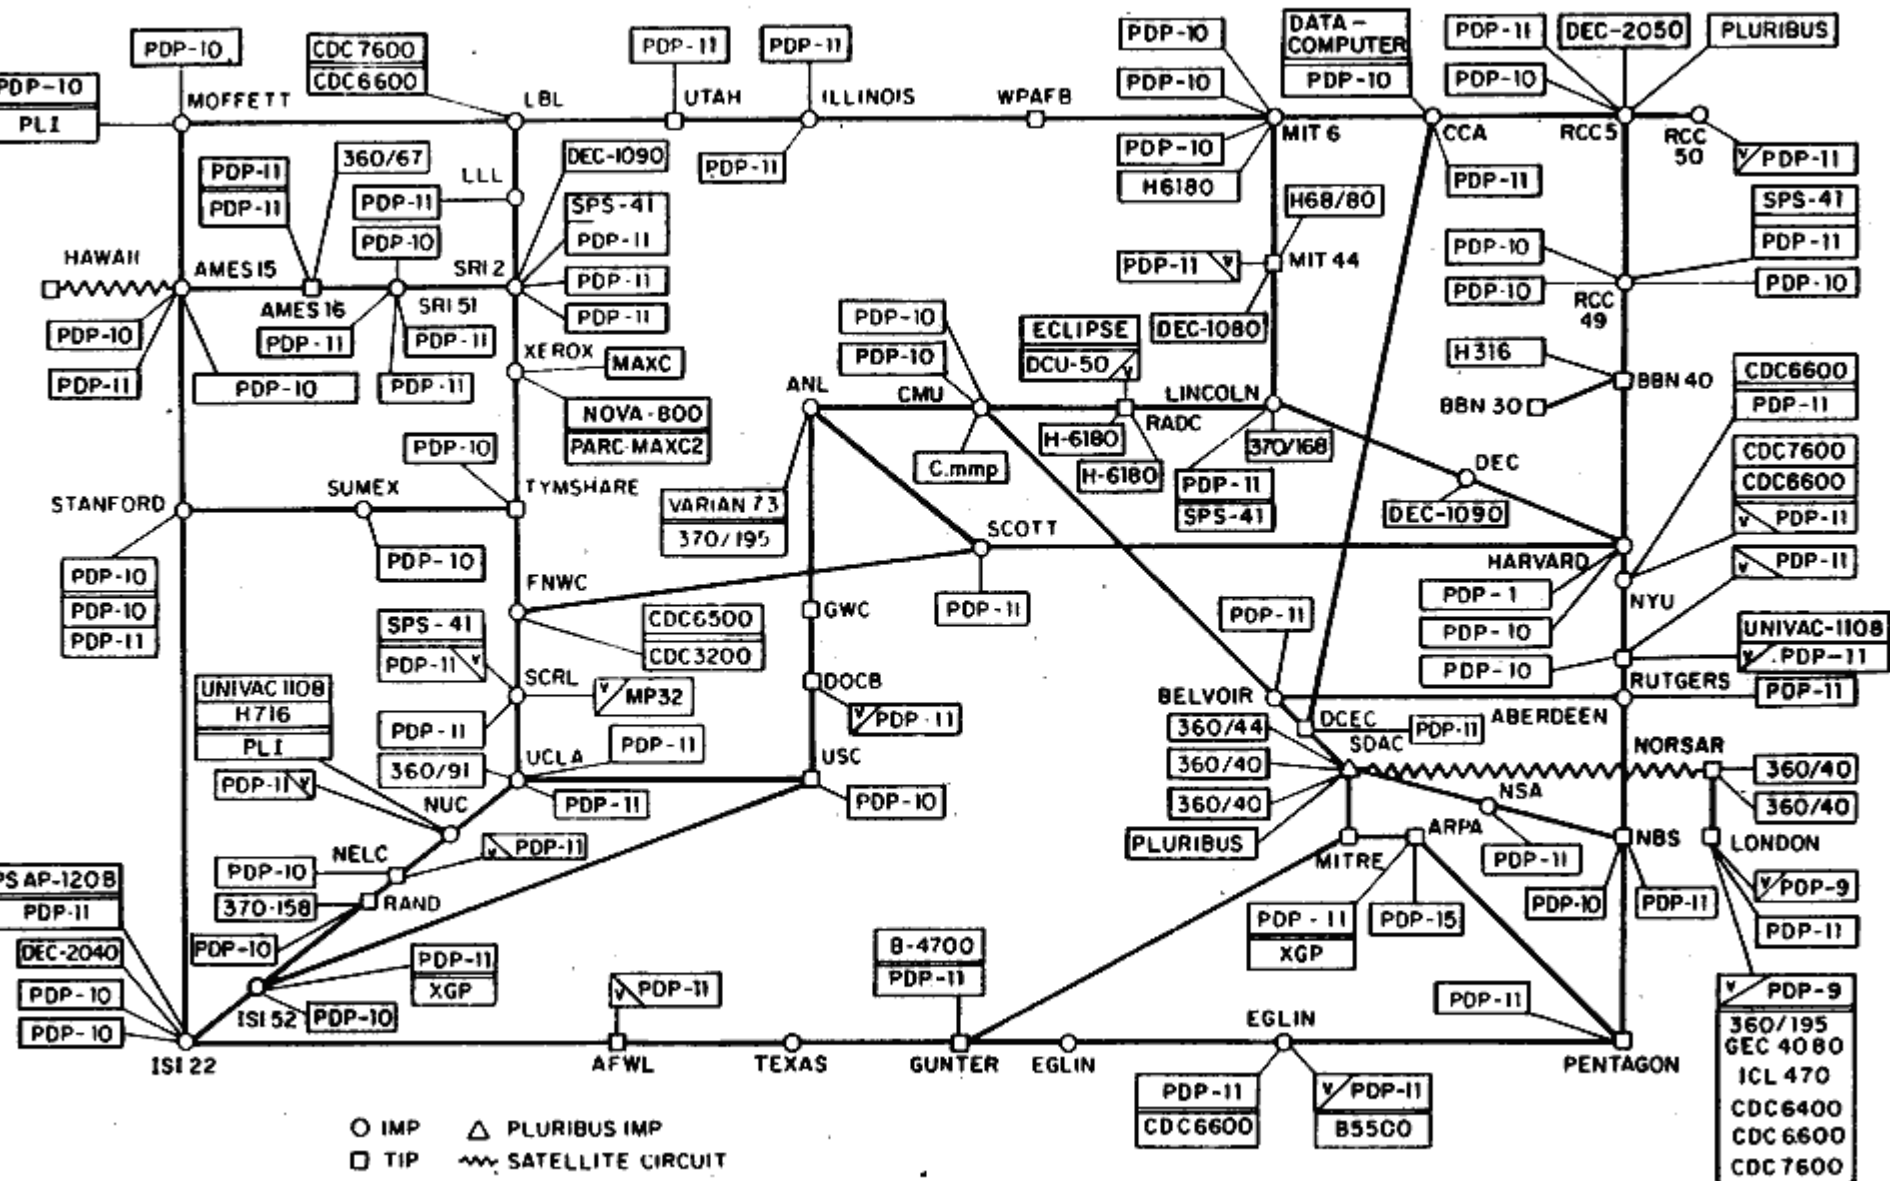 PDP-10
CDC7600
CDC6600
PDP-11
PDP-11
PDP-10
DATA-
COMPUTER
PDP-10
PDP-11
DEC-2050
PLURIBUS
PDP-10
PLI
MOFFETT
LBL
UTAH
ILLINOIS
WPAFB
PDP-10
PDP-10
H6180
MIT 6
CCA
PDP-10
RCC5
RCC
50
PDP-11
V PDP-11
PDP-11
PDP-11
360/67
LLL
PDP-11
DEC-1090
SPS-41
PDP-11
PDP-11
H68/80
PDP-11 V
MIT 44
DEC-1080
SPS-41
PDP-11
PDP-10
PDP-10
PDP-10
RCC
49
HAWAII
AMES15
AMES16
PDP-10
SRI 51
SRI 2
PDP-11
PDP-11
PDP-10
PDP-11
PDP-10
PDP-11
PDP-11
PDP-11
XEROX
MAXC
NOVA-800
PARC-MAXC2
PDP-10
PDP-10
ECLIPSE
DCU-50 V
ANL
CMU
C.mmp
H-6180
H-6180
RADC
LINCOLN
370/168
PDP-11
SPS-41
H316
BBN 40
BBN 30
CDC6600
PDP-11
DEC
DEC-1090
CDC7600
CDC6600
V PDP-11
V PDP-11
STANFORD
SUMEX
PDP-10
TYMSHARE
VARIAN 73
370/195
SCOTT
PDP-11
HARVARD
PDP-1
PDP-10
NYU
PDP-10
PDP-10
PDP-11
PDP-10
FNWC
CDC6500
CDC3200
GWC
PDP-11
PDP-10
RUTGERS
UNIVAC-1108
V PDP-11
PDP-11
SPS-41
PDP-11 V
SCRL
V MP32
PDP-11
DOCB
V PDP-11
BELVOIR
ABERDEEN
DCEC
PDP-11
UNIVAC 1108
H716
PLI
PDP-11 V
360/91
UCLA
PDP-11
PDP-11
USC
PDP-10
360/44
360/40
360/40
PLURIBUS
SDAC
NORSAR
360/40
360/40
NSA
PDP-11
NUC
NELC
V PDP-11
PDP-10
370-158
RAND
PDP-10
MITRE
ARPA
PDP-11
XGP
PDP-15
NBS
PDP-10
PDP-11
LONDON
V PDP-9
PDP-11
V PDP-9
360/195
GEC 4080
ICL 470
CDC6400
CDC6600
CDC7600
PS AP-120B
PDP-11
DEC-2040
PDP-10
PDP-10
ISI 22
ISI 52
PDP-11
XGP
PDP-10
V PDP-11
AFWL
TEXAS
B-4700
PDP-11
GUNTER
EGLIN
EGLIN
PDP-11
CDC6600
V PDP-11
B5500
PDP-11
PENTAGON
IMP
PLURIBUS IMP
TIP
SATELLITE CIRCUIT